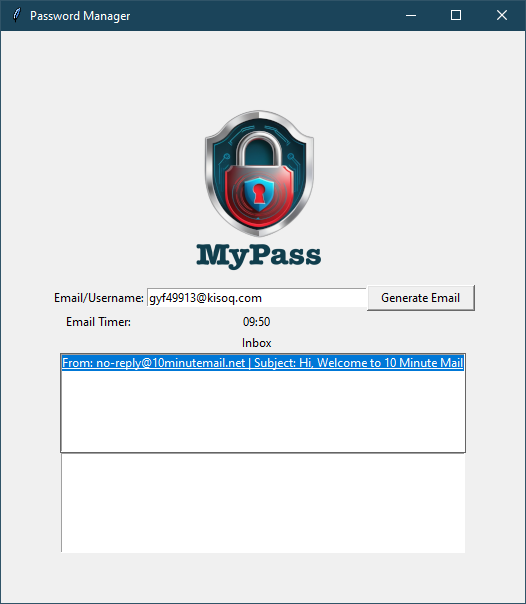 Password Manager
MyPass
Email/Username: gyf49913@kisoq.com Generate Email
Email Timer: 09:50
Inbox
From: no-reply@10minutemail.net | Subject: Hi, Welcome to 10 Minute Mail